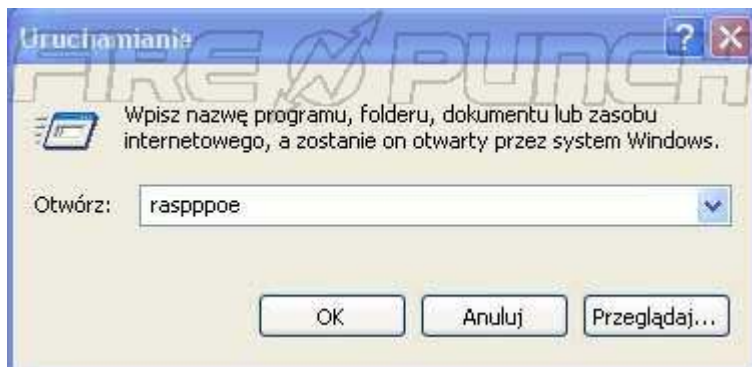 Uruchamianie
FIRE PUNCH
Wpisz nazwę programu, folderu, dokumentu lub zasobu
internetowego, a zostanie on otwarty przez system Windows.
Otwórz: raspppoe
OK Anuluj Przeglądaj...